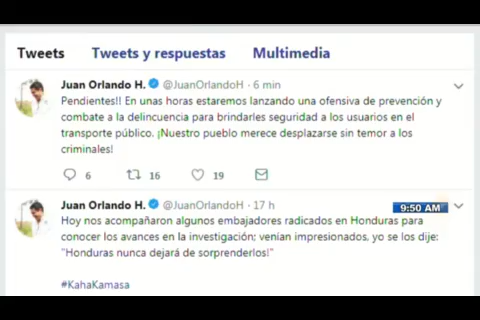 Tweets Tweets y respuestas Multimedia
Juan Orlando H. @JuanOrlandoH · 6 min
Pendientes!! En unas horas estaremos lanzando una ofensiva de prevención y
combate a la delincuencia para brindarles seguridad a los usuarios en el
transporte público. ¡Nuestro pueblo merece desplazarse sin temor a los
criminales!
6 16 19
Juan Orlando H. @JuanOrlandoH · 17 h
9:50 AM
Hoy nos acompañaron algunos embajadores radicados en Honduras para
conocer los avances en la investigación; venían impresionados, yo se los dije:
"Honduras nunca dejará de sorprenderlos!"
#KahaKamasa